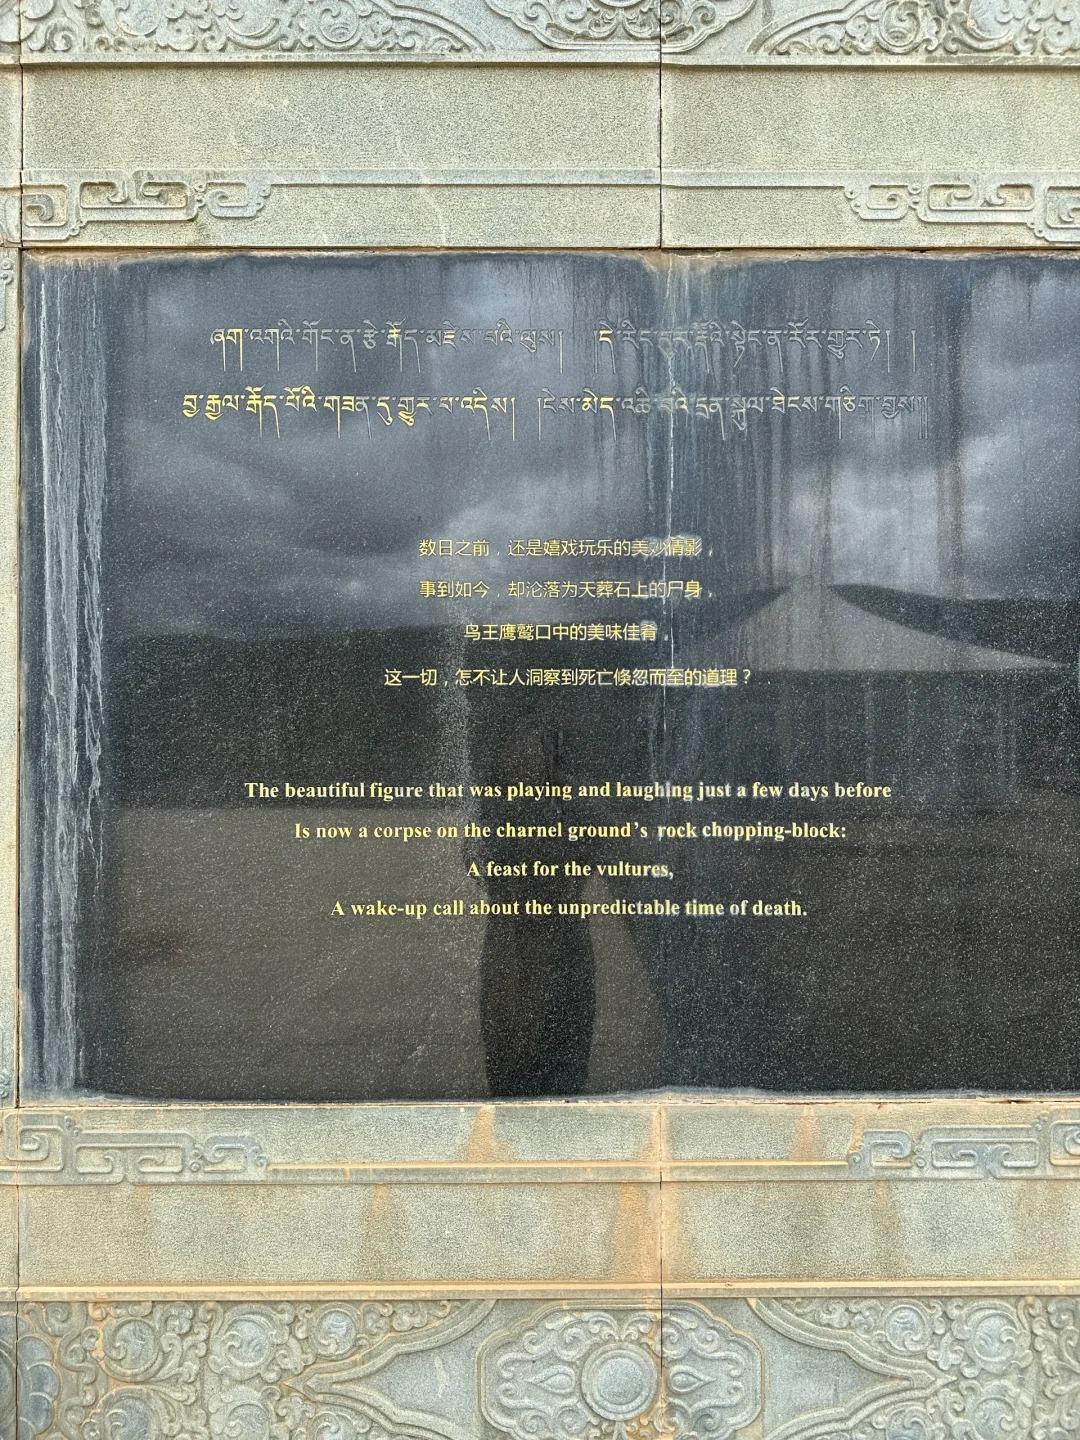 ཞག་འགའི་གོང་ན་རྩེ་རྒོད་མཛེས་པའི་ལུས། །དེ་རིང་དུར་རྡོའི་སྟེང་ན་རོར་གྱུར་ཏེ། །
བྱ་རྒྱལ་རྒོད་པོའི་གཟན་དུ་གྱུར་པ་འདིས། །ངེས་མེད་འཆི་བའི་དྲན་སྐུལ་ཐེངས་གཅིག་བྱས།།
数日之前，还是嬉戏玩乐的美妙倩影，
事到如今，却沦落为天葬石上的尸身，
鸟王鹰鹫口中的美味佳肴，
这一切，怎不让人洞察到死亡倏忽而至的道理？
The beautiful figure that was playing and laughing just a few days before
Is now a corpse on the charnel ground’s rock chopping-block:
A feast for the vultures,
A wake-up call about the unpredictable time of death.